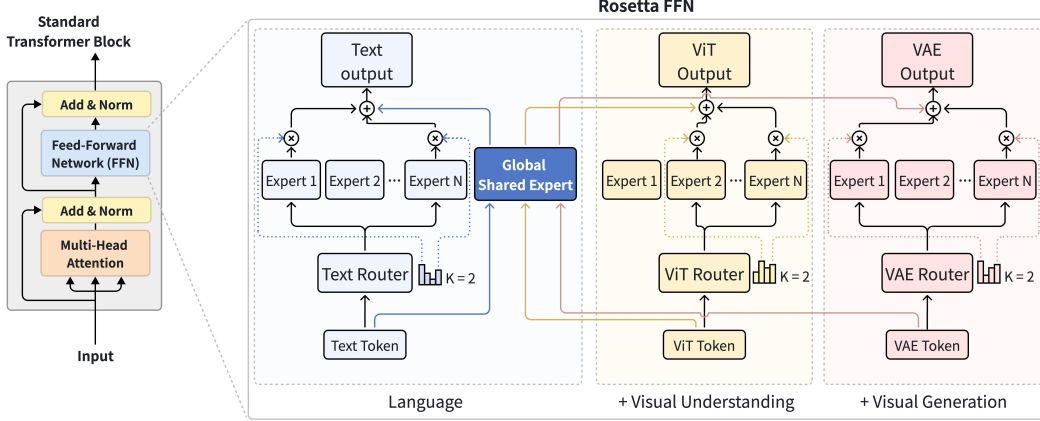 Rosetta FFN
Standard
Transformer Block
Add & Norm
Feed-Forward
Network (FFN)
Add & Norm
Multi-Head
Attention
Input
Text
output
Expert 1
Expert 2
...
Expert N
Text Router
K = 2
Text Token
Language
Global
Shared Expert
ViT
Output
Expert 1
Expert 2
...
Expert N
ViT Router
K = 2
ViT Token
+ Visual Understanding
VAE
Output
Expert 1
Expert 2
...
Expert N
VAE Router
K = 2
VAE Token
+ Visual Generation